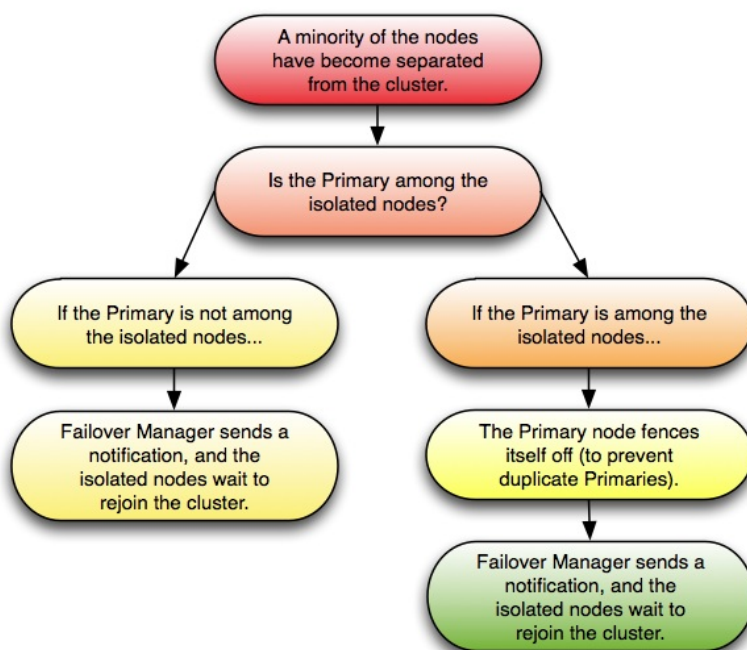 A minority of the nodes
have become separated
from the cluster.
Is the Primary among the
isolated nodes?
If the Primary is not among
the isolated nodes...
If the Primary is among the
isolated nodes...
Failover Manager sends a
notification, and the
isolated nodes wait to
rejoin the cluster.
The Primary node fences
itself off (to prevent
duplicate Primaries).
Failover Manager sends a
notification, and the
isolated nodes wait to
rejoin the cluster.